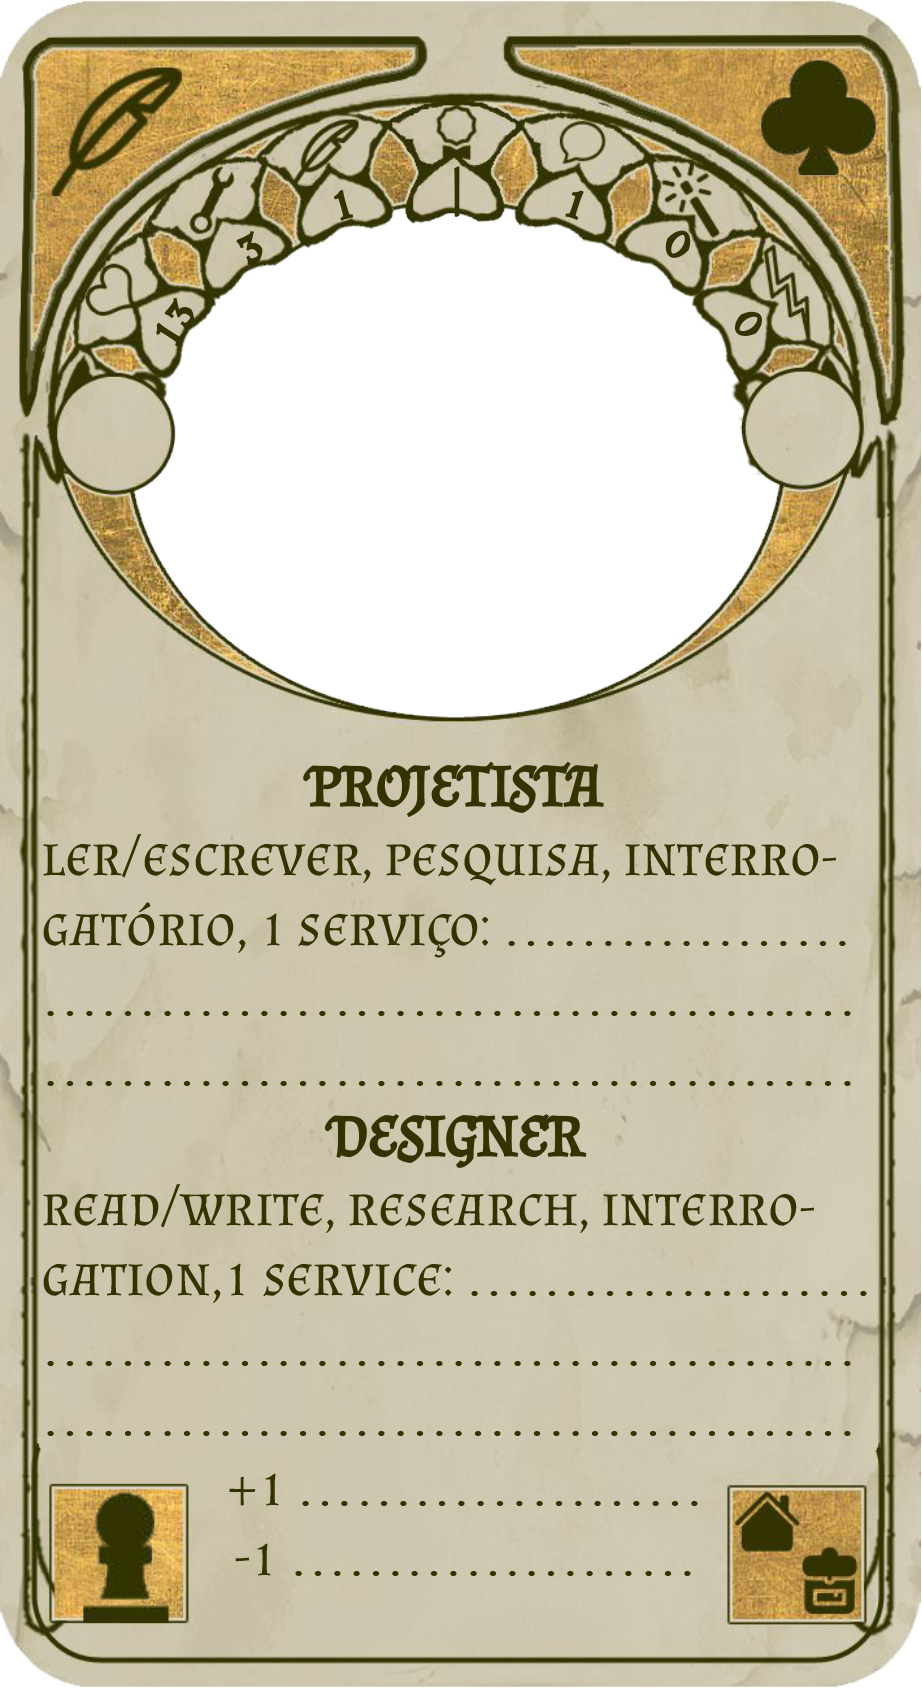 13 3 1 | 1 0 0
PROJETISTA
LER/ESCREVER, PESQUISA, INTERRO-
GATÓRIO, 1 SERVIÇO: ..................
..........................................
..........................................
DESIGNER
READ/WRITE, RESEARCH, INTERRO-
GATION,1 SERVICE: .....................
..........................................
..........................................
+1 .....................
-1 .....................